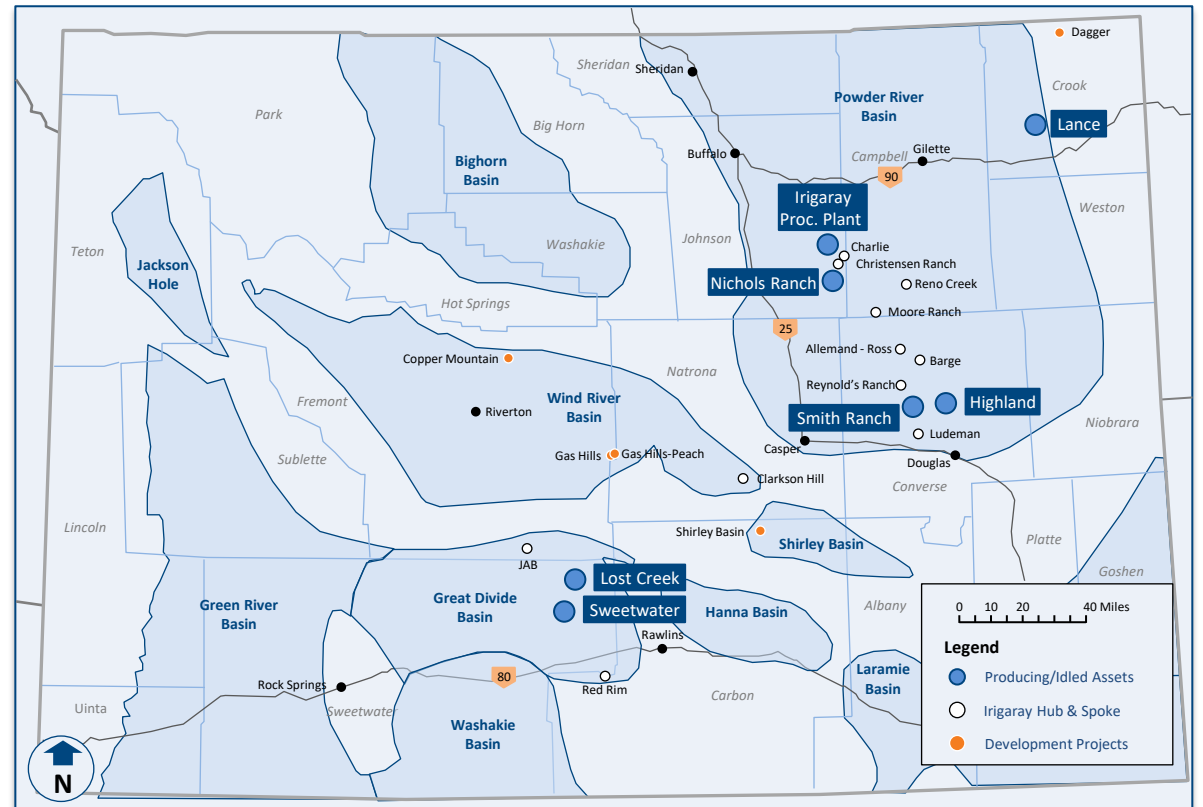 Dagger
Sheridan
Sheridan
Crook
Park
Powder River
Basin
Big Horn
Lance
Buffalo
Gilette
Campbell
Bighorn
Basin
90
Irigaray
Proc. Plant
Weston
Teton
Washakie
Johnson
Charlie
Christensen Ranch
Jackson
Hole
Nichols Ranch
Reno Creek
Hot Springs
Moore Ranch
25
Allemand - Ross
Copper Mountain
Barge
Natrona
Reynold's Ranch
Fremont
Wind River
Basin
Riverton
Highland
Smith Ranch
Niobrara
Ludeman
Casper
Gas Hills
Gas Hills-Peach
Sublette
Douglas
Clarkson Hill
Converse
Lincoln
Shirley Basin
Shirley Basin
Platte
JAB
Goshen
Lost Creek
Green River
Basin
Great Divide
Basin
Sweetwater
Hanna Basin
Albany
0 10 20 40 Miles
Rawlins
Legend
Laramie
Basin
Producing/Idled Assets
80
Rock Springs
Red Rim
Carbon
Uinta
Sweetwater
Irigaray Hub & Spoke
Washakie
Basin
Development Projects
N